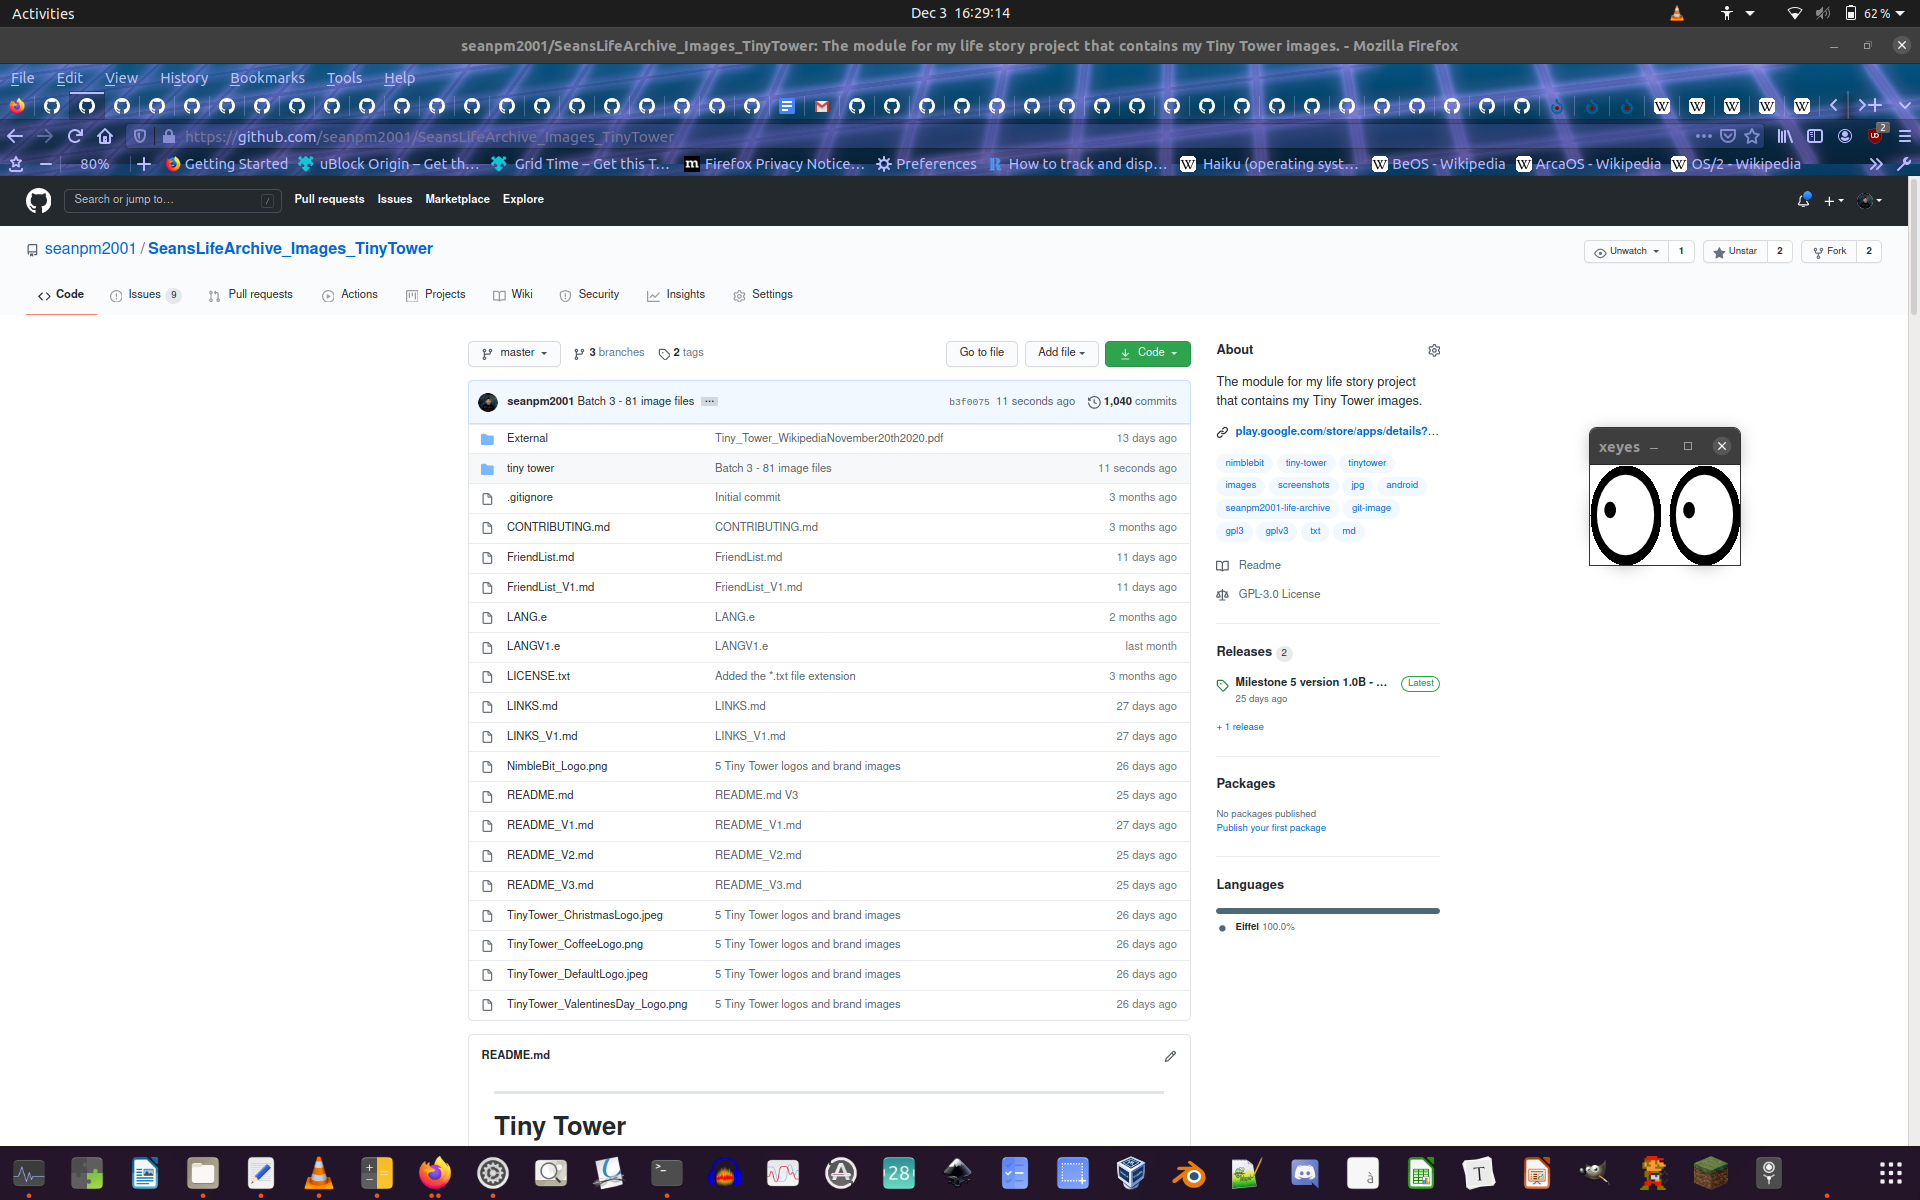 Activities
Dec 3 16:29:14
62 %
seanpm2001/SeansLifeArchive_Images_TinyTower: The module for my life story project that contains my Tiny Tower images. - Mozilla Firefox
File Edit View History Bookmarks Tools Help
https://github.com/seanpm2001/SeansLifeArchive_Images_TinyTower
2
80%
Getting Started
uBlock Origin – Get th…
Grid Time – Get this T…
Firefox Privacy Notice…
Preferences
How to track and disp…
Haiku (operating syst…
BeOS - Wikipedia
ArcaOS - Wikipedia
OS/2 - Wikipedia
Search or jump to… /
Pull requests Issues Marketplace Explore
seanpm2001 / SeansLifeArchive_Images_TinyTower
Unwatch 1 Unstar 2 Fork 2
Code Issues 9 Pull requests Actions Projects Wiki Security Insights Settings
master 3 branches 2 tags Go to file Add file Code
seanpm2001 Batch 3 - 81 image files ... b3f0075 11 seconds ago 1,040 commits
External Tiny_Tower_WikipediaNovember20th2020.pdf 13 days ago
tiny tower Batch 3 - 81 image files 11 seconds ago
.gitignore Initial commit 3 months ago
CONTRIBUTING.md CONTRIBUTING.md 3 months ago
FriendList.md FriendList.md 11 days ago
FriendList_V1.md FriendList_V1.md 11 days ago
LANG.e LANG.e 2 months ago
LANGV1.e LANGV1.e last month
LICENSE.txt Added the *.txt file extension 3 months ago
LINKS.md LINKS.md 27 days ago
LINKS_V1.md LINKS_V1.md 27 days ago
NimbleBit_Logo.png 5 Tiny Tower logos and brand images 26 days ago
README.md README.md V3 25 days ago
README_V1.md README_V1.md 27 days ago
README_V2.md README_V2.md 25 days ago
README_V3.md README_V3.md 25 days ago
TinyTower_ChristmasLogo.jpeg 5 Tiny Tower logos and brand images 26 days ago
TinyTower_CoffeeLogo.png 5 Tiny Tower logos and brand images 26 days ago
TinyTower_DefaultLogo.jpeg 5 Tiny Tower logos and brand images 26 days ago
TinyTower_ValentinesDay_Logo.png 5 Tiny Tower logos and brand images 26 days ago
README.md
Tiny Tower
About
The module for my life story project
that contains my Tiny Tower images.
play.google.com/store/apps/details?…
nimblebit tiny-tower tinytower
images screenshots jpg android
seanpm2001-life-archive git-image
gpl3 gplv3 txt md
Readme
GPL-3.0 License
Releases 2
Milestone 5 version 1.0B - … Latest
25 days ago
+ 1 release
Packages
No packages published
Publish your first package
Languages
Eiffel 100.0%
xeyes
28